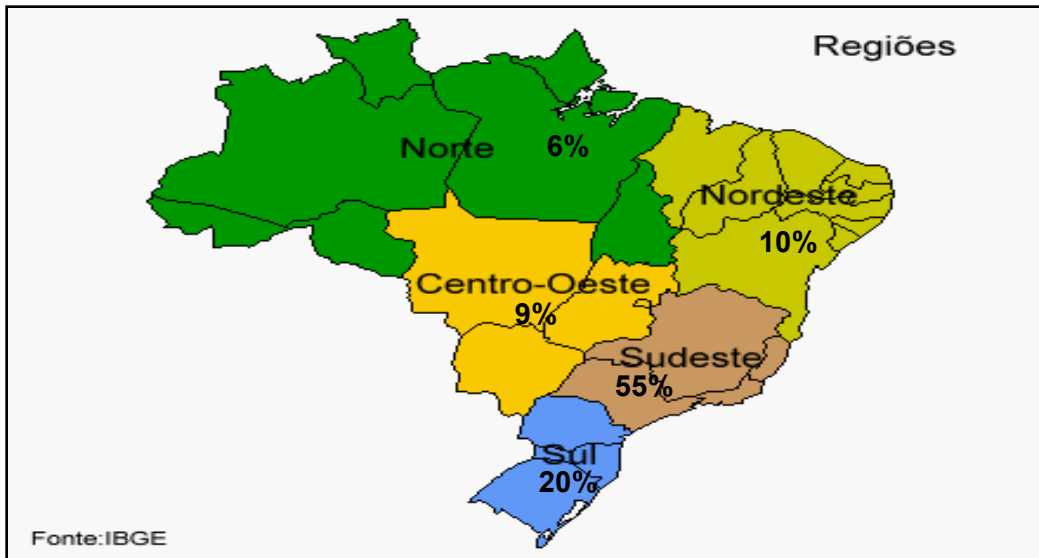 Regiões
Norte
6%
Nordeste
10%
Centro-Oeste
9%
Sudeste
55%
Sul
20%
Fonte:IBGE